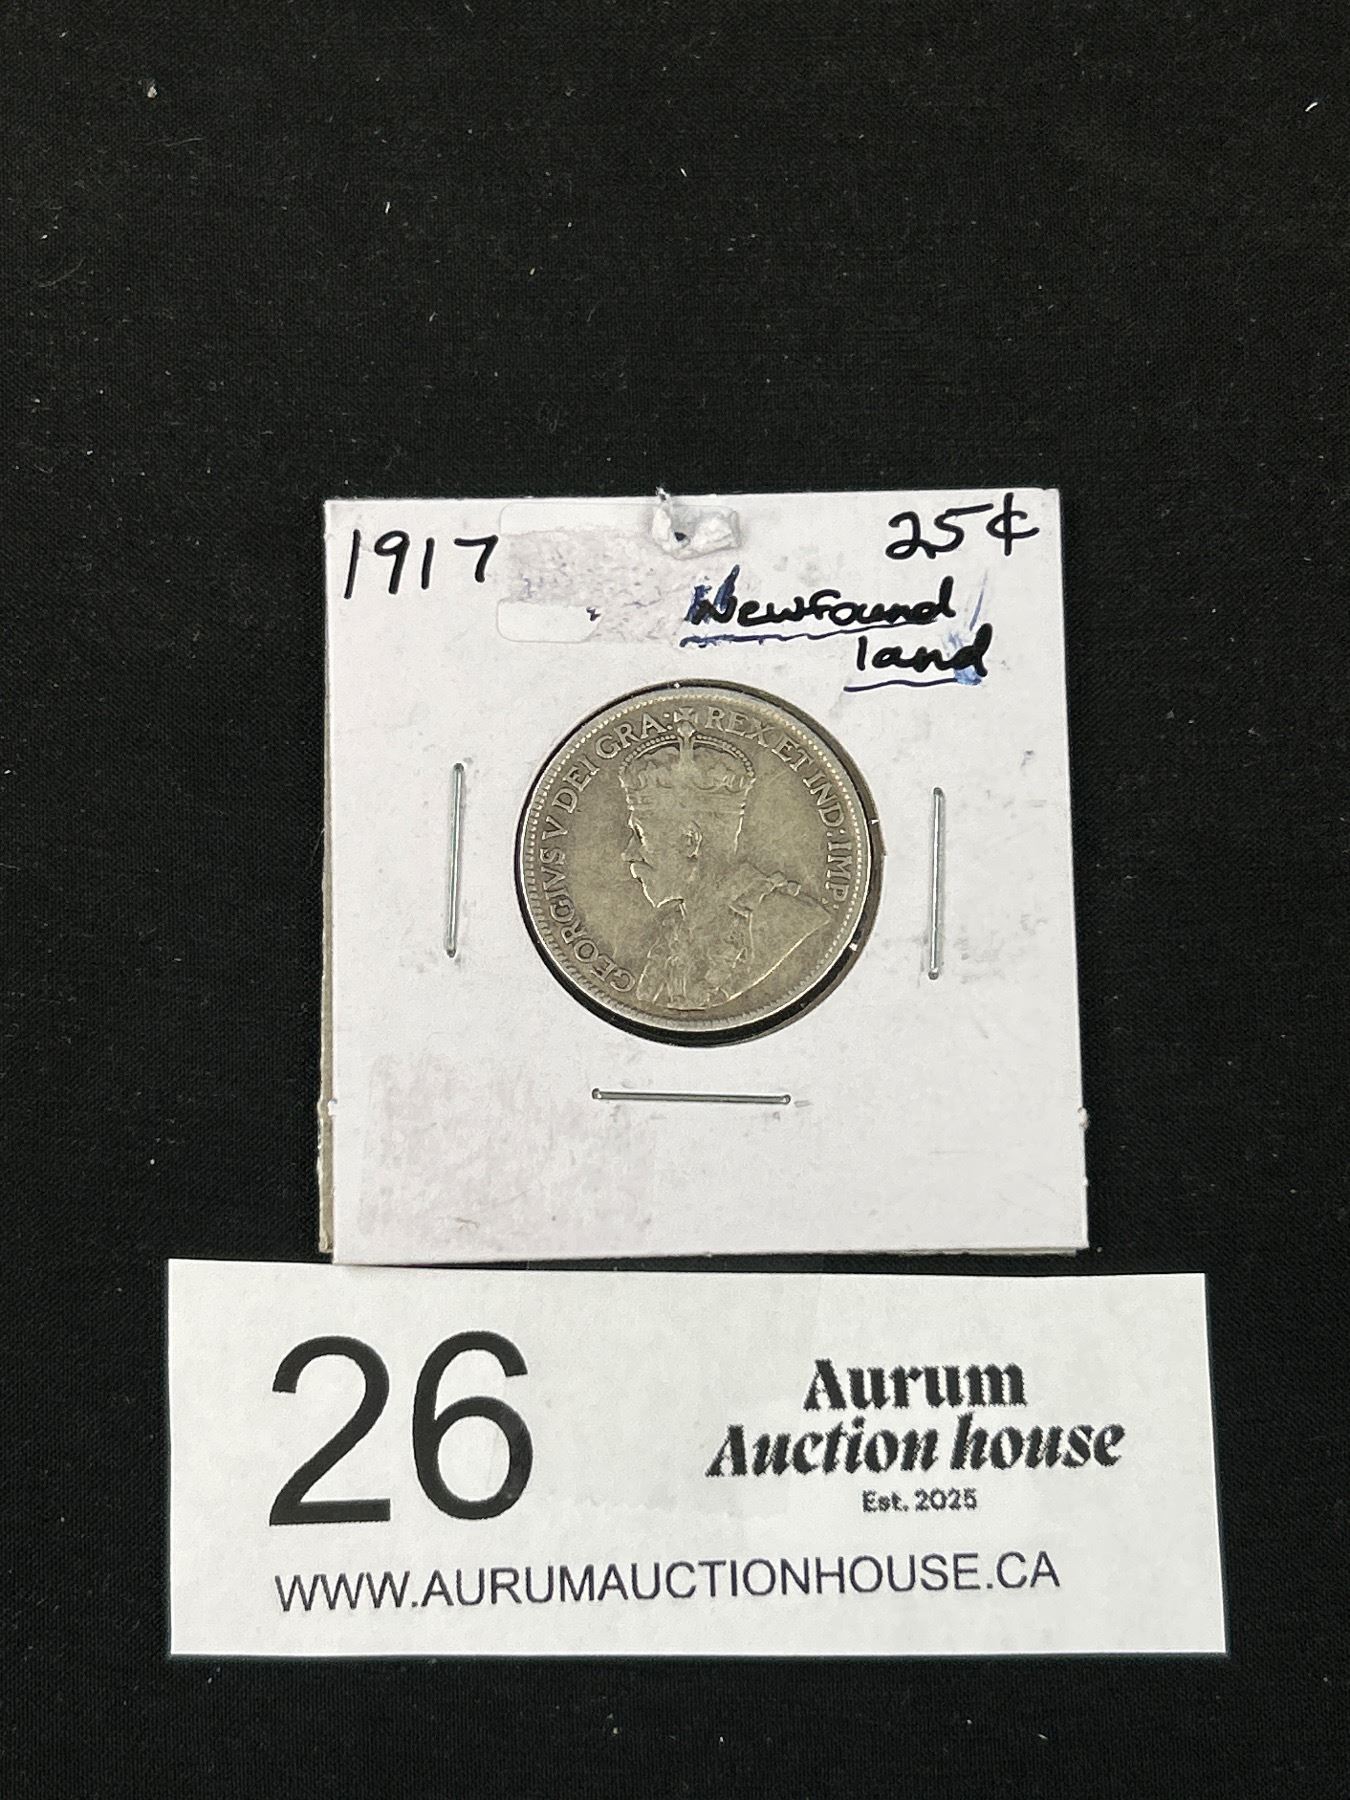 1917
25¢
Newfound
land
GEORGIVS V DEI GRA: REX ET IND: IMP:
26
Aurum
Auction house
Est. 2025
WWW.AURUMAUCTIONHOUSE.CA